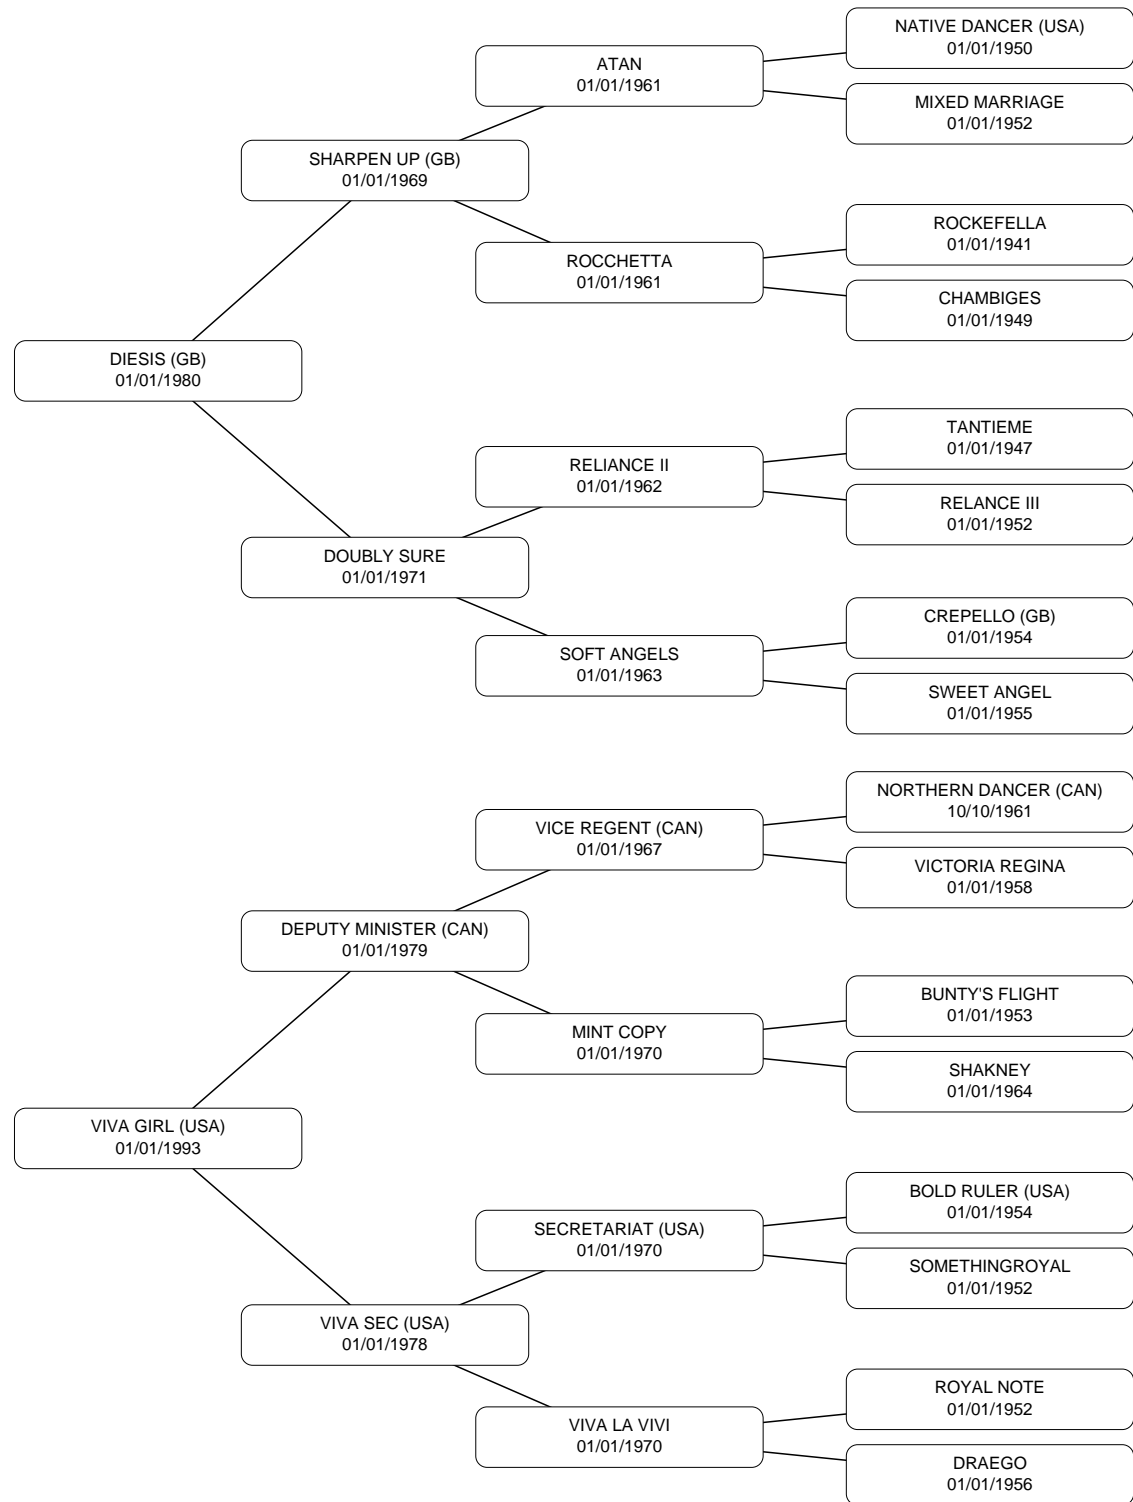 NATIVE DANCER (USA)
01/01/1950
ATAN
01/01/1961
MIXED MARRIAGE
01/01/1952
SHARPEN UP (GB)
01/01/1969
ROCKEFELLA
01/01/1941
ROCCHETTA
01/01/1961
CHAMBIGES
01/01/1949
DIESIS (GB)
01/01/1980
TANTIEME
01/01/1947
RELIANCE II
01/01/1962
RELANCE III
01/01/1952
DOUBLY SURE
01/01/1971
CREPELLO (GB)
01/01/1954
SOFT ANGELS
01/01/1963
SWEET ANGEL
01/01/1955
NORTHERN DANCER (CAN)
10/10/1961
VICE REGENT (CAN)
01/01/1967
VICTORIA REGINA
01/01/1958
DEPUTY MINISTER (CAN)
01/01/1979
BUNTY'S FLIGHT
01/01/1953
MINT COPY
01/01/1970
SHAKNEY
01/01/1964
VIVA GIRL (USA)
01/01/1993
BOLD RULER (USA)
01/01/1954
SECRETARIAT (USA)
01/01/1970
SOMETHINGROYAL
01/01/1952
VIVA SEC (USA)
01/01/1978
ROYAL NOTE
01/01/1952
VIVA LA VIVI
01/01/1970
DRAEGO
01/01/1956